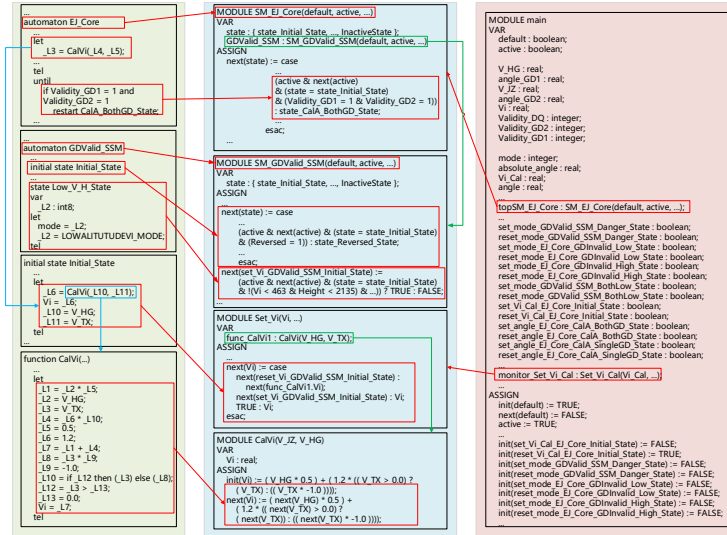 ...
automaton EJ_Core
...
let
_L3 = CalVi(_L4, _L5);
...
tel
until
if Validity_GD1 = 1 and
Validity_GD2 = 1
restart CalA_BothGD_State;
...
automaton GDValid_SSM
...
initial state Initial_State
...
state Low_V_H_State
var
_L2 : int8;
let
mode = _L2;
_L2 = LOWALITUTUDEVI_MODE;
tel
initial state Initial_State
...
let
_L6 = CalVi(_L10, _L11);
Vi = _L6;
_L10 = V_HG;
_L11 = V_TX;
tel
function CalVi(...)
...
let
_L1 = _L2 * _L5;
_L2 = V_HG;
_L3 = V_TX;
_L4 = _L6 * _L10;
_L5 = 0.5;
_L6 = 1.2;
_L7 = _L1 + _L4;
_L8 = _L3 * _L9;
_L9 = -1.0;
_L10 = if _L12 then (_L3) else (_L8);
_L12 = _L3 > _L13;
_L13 = 0.0;
Vi = _L7;
tel
MODULE SM_EJ_Core(default, active, ...)
VAR
state : { state_Initial_State, ..., InactiveState };
GDValid_SSM : SM_GDValid_SSM(default, active, ...);
ASSIGN
next(state) := case
...
(active & next(active)
& (state = state_Initial_State)
& (Validity_GD1 = 1 & Validity_GD2 = 1))
: state_CalA_BothGD_State;
...
esac;
...
MODULE SM_GDValid_SSM(default, active, ...)
VAR
state : { state_Initial_State, ..., InactiveState };
ASSIGN
...
next(state) := case
...
(active & next(active) & (state = state_Initial_State)
& (Reversed = 1)) : state_Reversed_State;
...
esac;
next(set_Vi_GDValid_SSM_Initial_State) :=
(active & next(active) & (state = state_Initial_State)
& !(Vi < 463 & Height < 2135) & ...)) ? TRUE : FALSE;
...
MODULE Set_Vi(Vi, ...)
VAR
func_CalVi1 : CalVi(V_HG, V_TX);
ASSIGN
...
next(Vi) := case
next(reset_Vi_GDValid_SSM_Initial_State) :
next(func_CalVi1.Vi);
next(set_Vi_GDValid_SSM_Initial_State) : Vi;
TRUE : Vi;
esac;
MODULE CalVi(V_JZ, V_HG)
VAR
Vi : real;
ASSIGN
init(Vi) := ( V_HG * 0.5 ) + ( 1.2 * (( V_TX > 0.0) ?
( V_TX) : (( V_TX * -1.0 ))));
next(Vi) := ( next(V_HG) * 0.5 ) +
( 1.2 * (( next(V_TX) > 0.0) ?
( next(V_TX)) : (( next(V_TX) * -1.0 ))));
MODULE main
VAR
default : boolean;
active : boolean;
V_HG : real;
angle_GD1 : real;
V_JZ : real;
angle_GD2 : real;
Vi : real;
Validity_DQ : integer;
Validity_GD1 : integer;
Validity_GD2 : integer;
mode : integer;
absolute_angle : real;
Vi_Cal : real;
angle : real;
...
topSM_EJ_Core : SM_EJ_Core(default, active, ...);
...
set_mode_GDValid_SSM_Danger_State : boolean;
reset_mode_GDValid_SSM_Danger_State : boolean;
set_mode_EJ_Core_GDInvalid_Low_State : boolean;
reset_mode_EJ_Core_GDInvalid_Low_State : boolean;
set_mode_EJ_Core_GDInvalid_High_State : boolean;
reset_mode_EJ_Core_GDInvalid_High_State : boolean;
set_mode_GDValid_SSM_BothLow_State : boolean;
reset_mode_GDValid_SSM_BothLow_State : boolean;
set_Vi_Cal_EJ_Core_Initial_State : boolean;
reset_Vi_Cal_EJ_Core_Initial_State : boolean;
set_angle_EJ_Core_CalA_BothGD_State : boolean;
reset_angle_EJ_Core_CalA_BothGD_State : boolean;
set_angle_EJ_Core_CalA_SingleGD_State : boolean;
reset_angle_EJ_Core_CalA_SingleGD_State : boolean;
...
monitor_Set_Vi_Cal : Set_Vi_Cal(Vi_Cal, ...);
...
ASSIGN
init(default) := TRUE;
next(default) := FALSE;
active := TRUE;
...
init(set_Vi_Cal_EJ_Core_Initial_State) := FALSE;
init(reset_Vi_Cal_EJ_Core_Initial_State) := TRUE;
init(set_mode_GDValid_SSM_Danger_State) := FALSE;
init(reset_mode_GDValid_SSM_Danger_State) := FALSE;
init(set_mode_EJ_Core_GDInvalid_Low_State) := FALSE;
init(reset_mode_EJ_Core_GDInvalid_Low_State) := FALSE;
init(set_mode_EJ_Core_GDInvalid_High_State) := FALSE;
init(reset_mode_EJ_Core_GDInvalid_High_State) := FALSE;
...